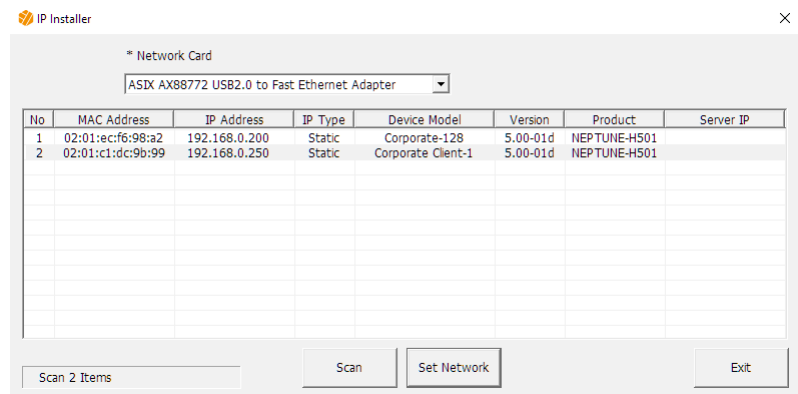 IP Installer
* Network Card
ASIX AX88772 USB2.0 to Fast Ethernet Adapter
No MAC Address IP Address IP Type Device Model Version Product Server IP
1 02:01:ec:f6:98:a2 192.168.0.200 Static Corporate-128 5.00-01d NEPTUNE-H501
2 02:01:c1:dc:9b:99 192.168.0.250 Static Corporate Client-1 5.00-01d NEPTUNE-H501
Scan Set Network Exit
Scan 2 Items